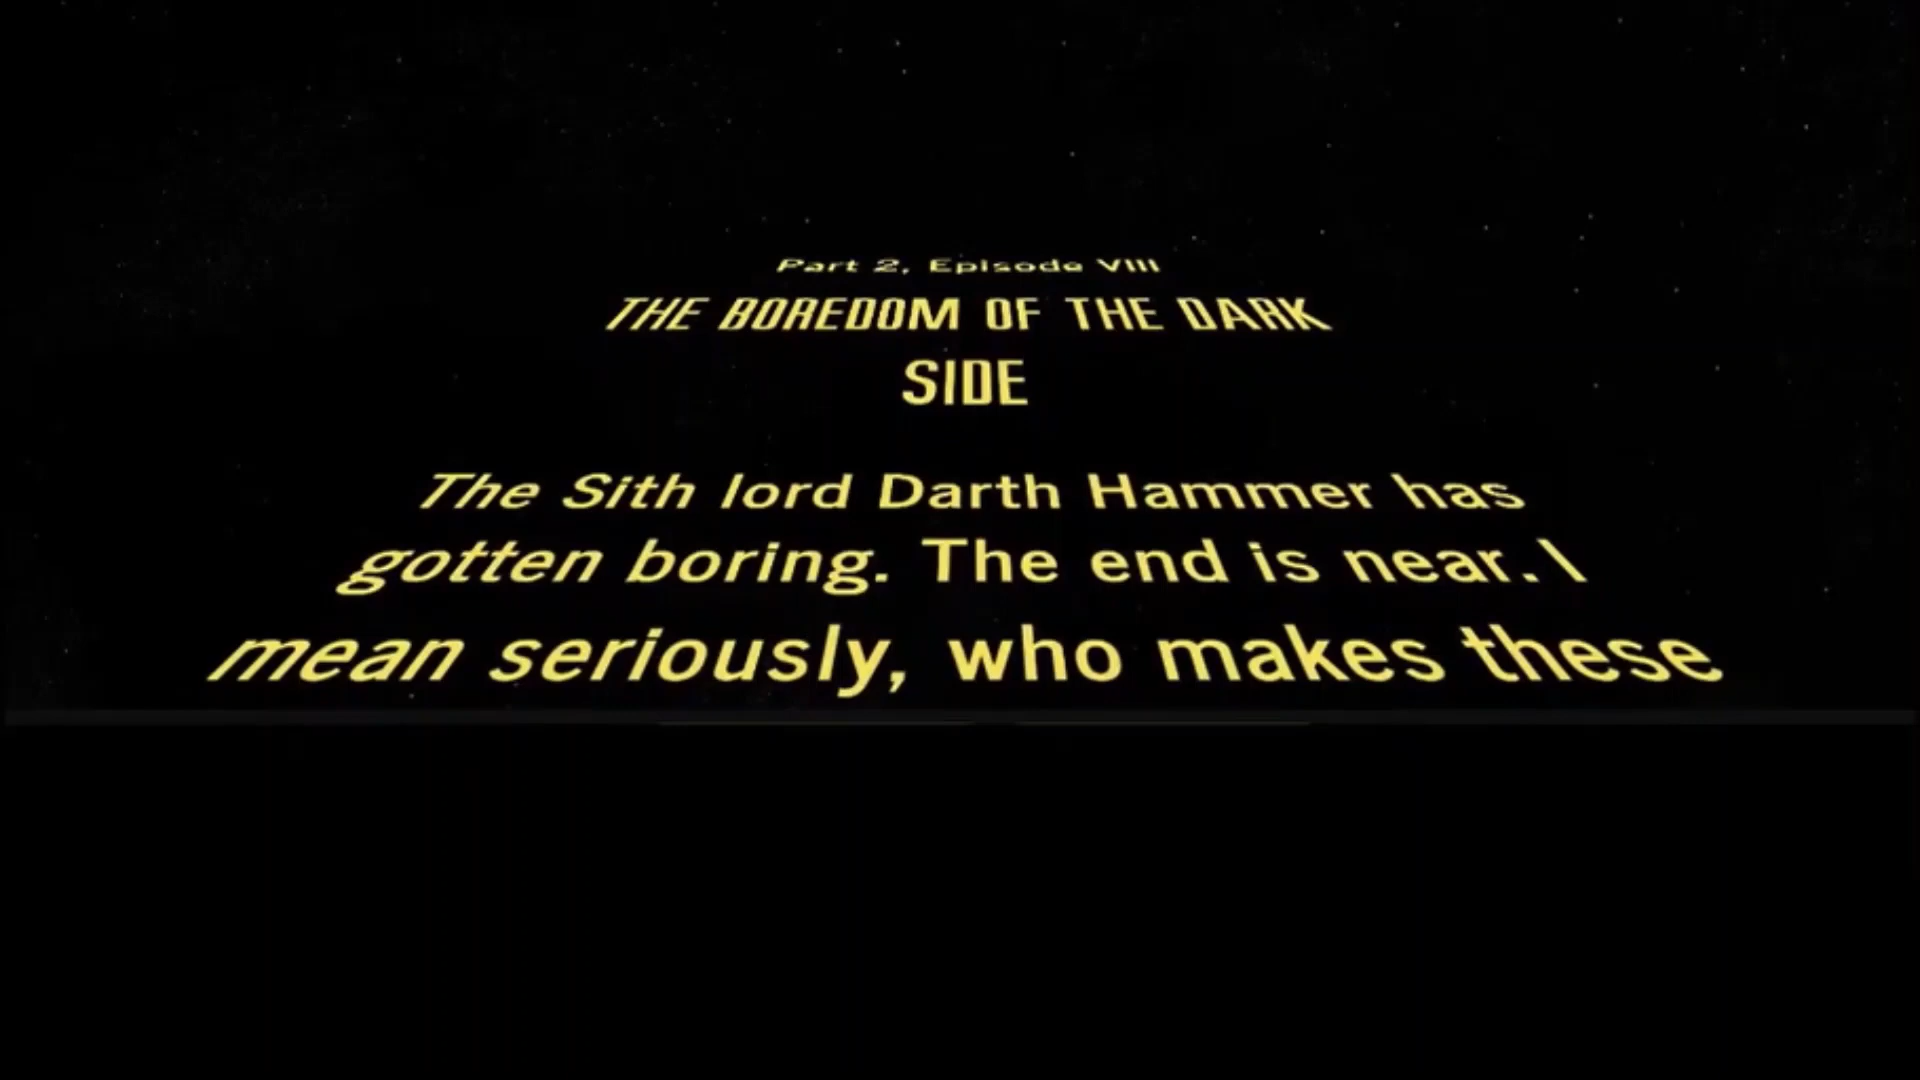 Part 2, Episode VIII
THE BOREDOM OF THE DARK
SIDE
The Sith lord Darth Hammer has
gotten boring. The end is near. I
mean seriously, who makes these